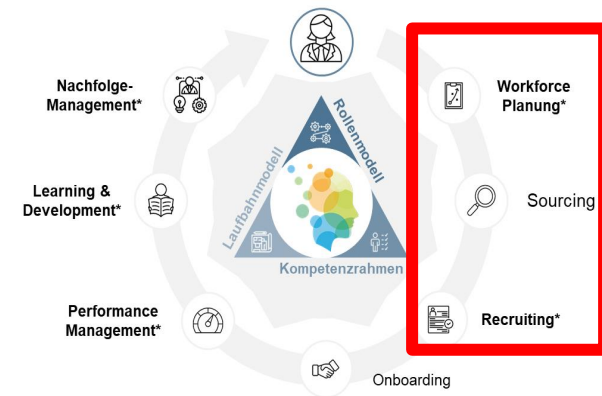 Nachfolge-
Management*
Workforce
Planung*
Rollenmodell
Laufbahnmodell
Kompetenzrahmen
Learning &
Development*
Sourcing
Performance
Management*
Recruiting*
Onboarding